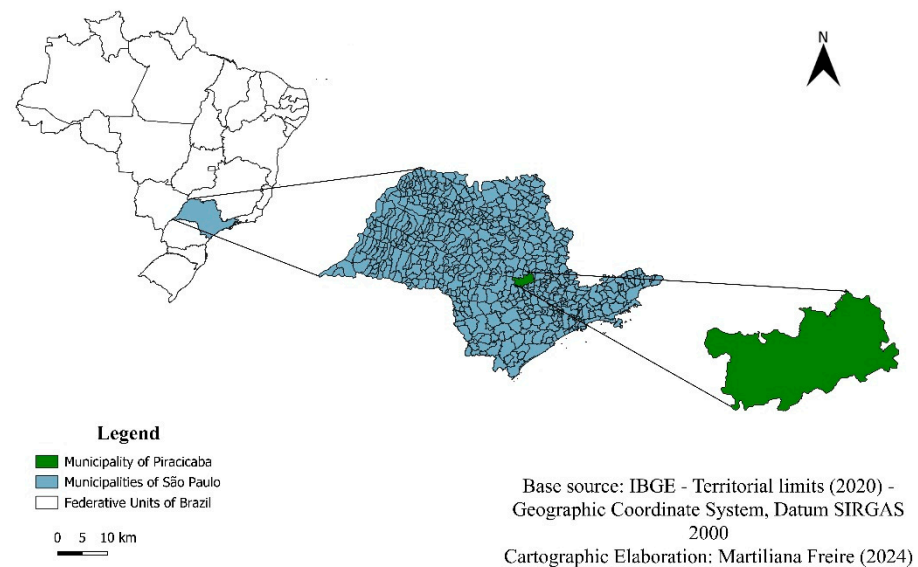 N
Legend
Municipality of Piracicaba
Municipalities of São Paulo
Federative Units of Brazil
0 5 10 km
Base source: IBGE - Territorial limits (2020) -
Geographic Coordinate System, Datum SIRGAS
2000
Cartographic Elaboration: Martiliana Freire (2024)